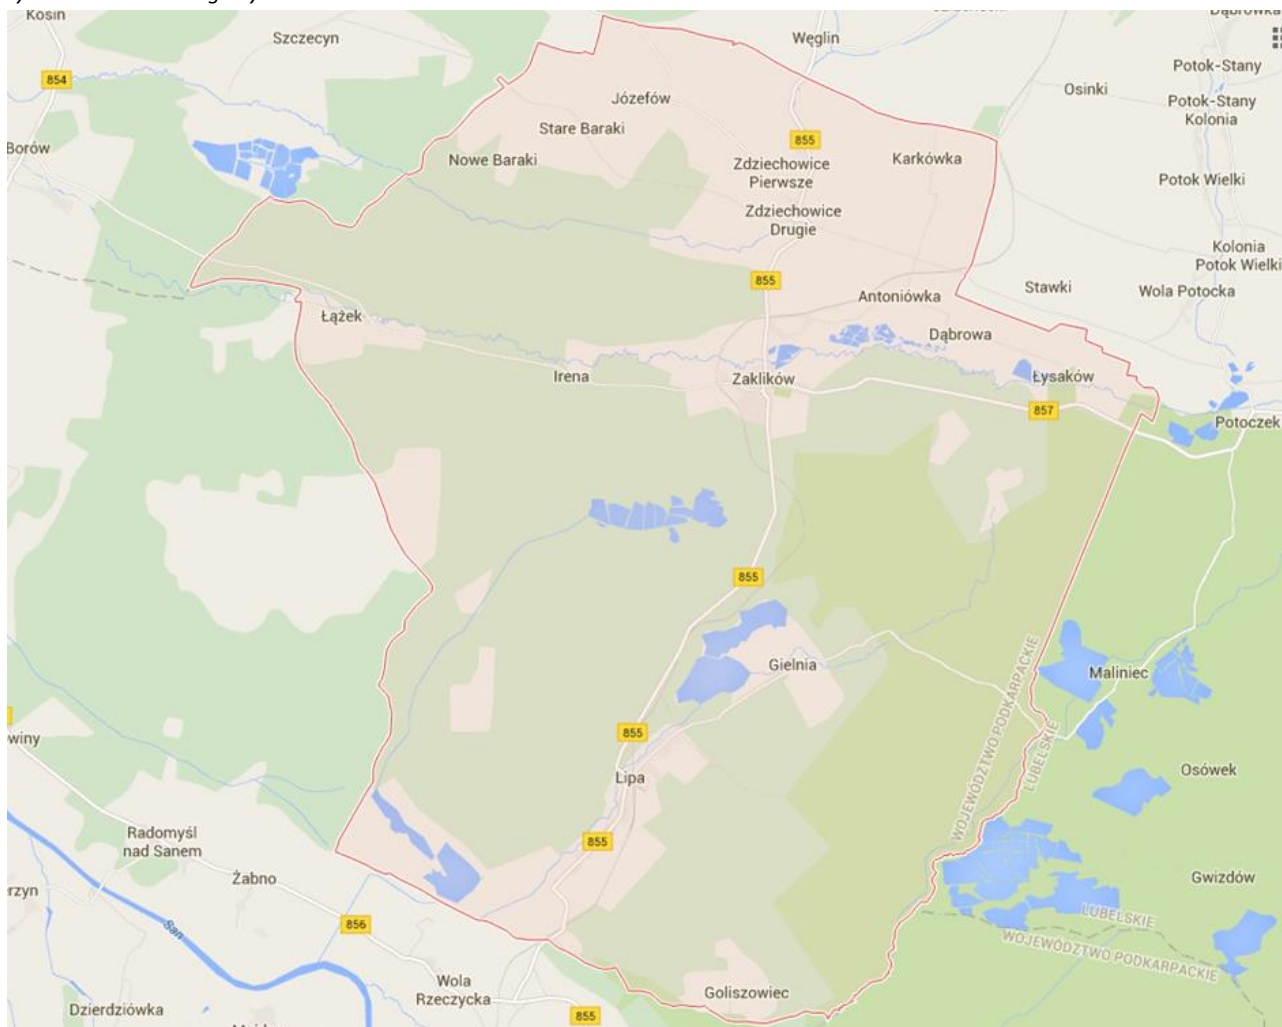 Kosin
Szczecyn
Węglin
Potok-Stany
854
Osinki
Józefów
Potok-Stany
Kolonia
Stare Baraki
855
Borów
Nowe Baraki
Zdziechowice
Pierwsze
Karkówka
Potok Wielki
Zdziechowice
Drugie
Kolonia
Potok Wielki
855
Stawki
Wola Potocka
Antoniówka
Łążek
Dąbrowa
Irena
Zaklików
Łysaków
857
Potoczek
855
Gielnia
Maliniec
WOJEWÓDZTWO PODKARPACKIE
LUBELSKIE
855
winy
Lipa
Osówek
Radomyśl
nad Sanem
855
Żabno
Gwizdów
rzyn
856
San
LUBELSKIE
WOJEWÓDZTWO PODKARPACKIE
Wola
Rzeczycka
Goliszowiec
Dzierdziówka
855